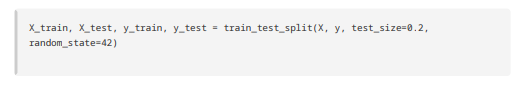 X_train, X_test, y_train, y_test = train_test_split(X, y, test_size=0.2,
random_state=42)